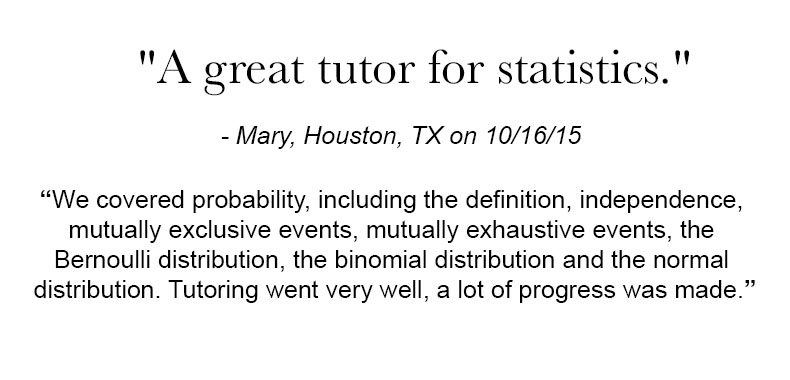 "A great tutor for statistics."
- Mary, Houston, TX on 10/16/15
“We covered probability, including the definition, independence,
mutually exclusive events, mutually exhaustive events, the
Bernoulli distribution, the binomial distribution and the normal
distribution. Tutoring went very well, a lot of progress was made.”